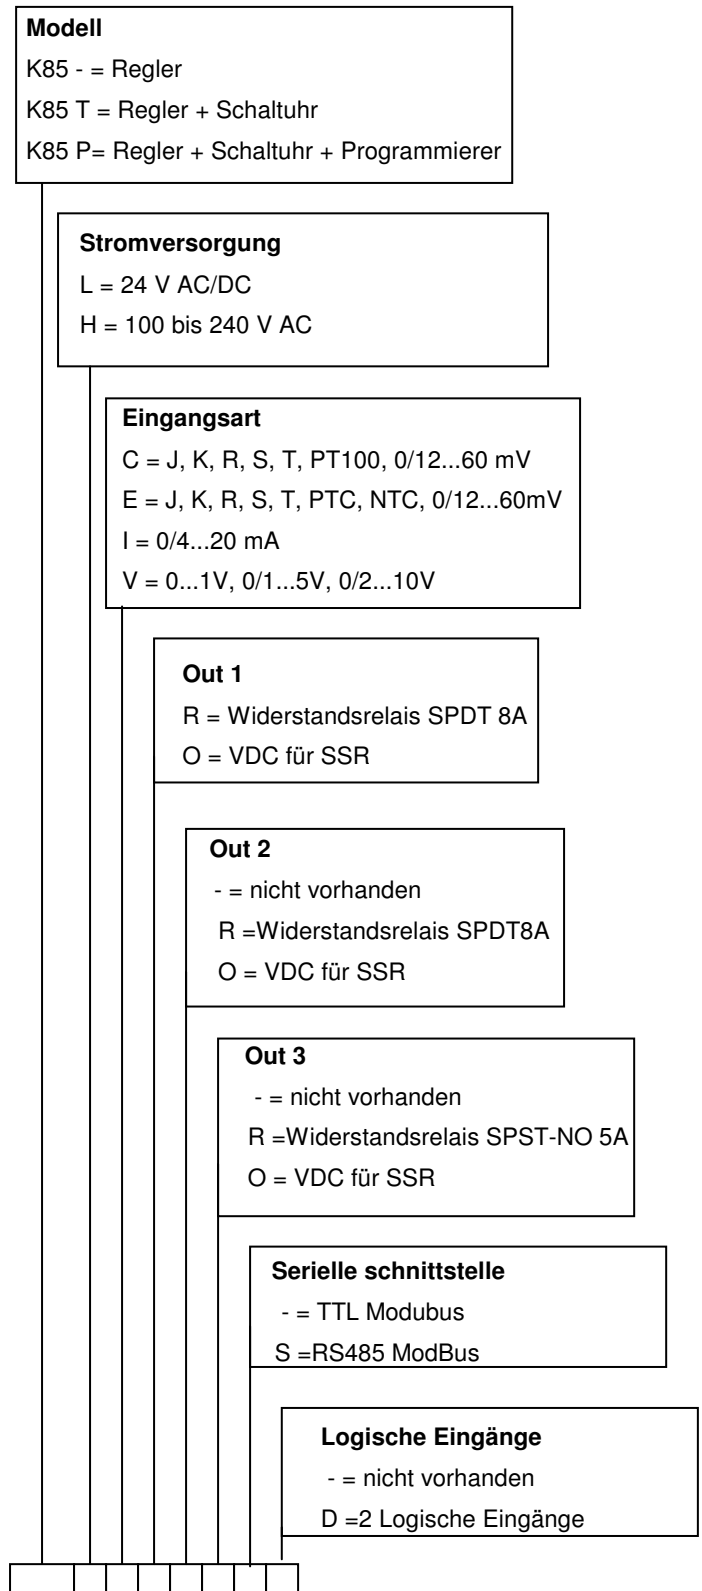 Modell
K85 - = Regler
K85 T = Regler + Schaltuhr
K85 P= Regler + Schaltuhr + Programmierer
Stromversorgung
L = 24 V AC/DC
H = 100 bis 240 V AC
Eingangsart
C = J, K, R, S, T, PT100, 0/12...60 mV
E = J, K, R, S, T, PTC, NTC, 0/12...60mV
I = 0/4...20 mA
V = 0...1V, 0/1...5V, 0/2...10V
Out 1
R = Widerstandsrelais SPDT 8A
O = VDC für SSR
Out 2
- = nicht vorhanden
R =Widerstandsrelais SPDT8A
O = VDC für SSR
Out 3
- = nicht vorhanden
R =Widerstandsrelais SPST-NO 5A
O = VDC für SSR
Serielle schnittstelle
- = TTL Modubus
S =RS485 ModBus
Logische Eingänge
- = nicht vorhanden
D =2 Logische Eingänge